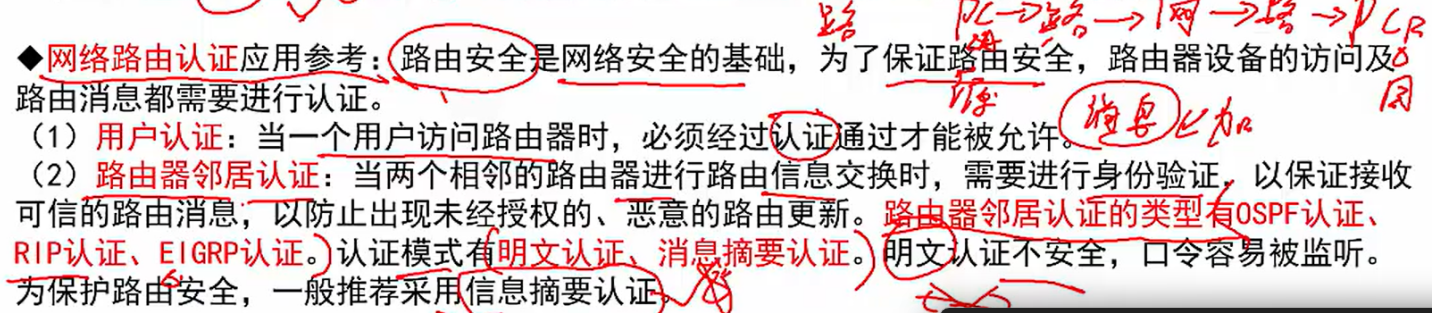 路 PC→路→网→路→PC
◆网络路由认证应用参考：路由安全是网络安全的基础，为了保证路由安全，路由器设备的访问及
路由消息都需要进行认证。
（1）用户认证：当一个用户访问路由器时，必须经过认证通过才能被允许。
（2）路由器邻居认证：当两个相邻的路由器进行路由信息交换时，需要进行身份验证，以保证接收
可信的路由消息，以防止出现未经授权的、恶意的路由更新。路由器邻居认证的类型有OSPF认证、
RIP认证、EIGRP认证。认证模式有明文认证、消息摘要认证。明文认证不安全，口令容易被监听。
为保护路由安全，一般推荐采用信息摘要认证。